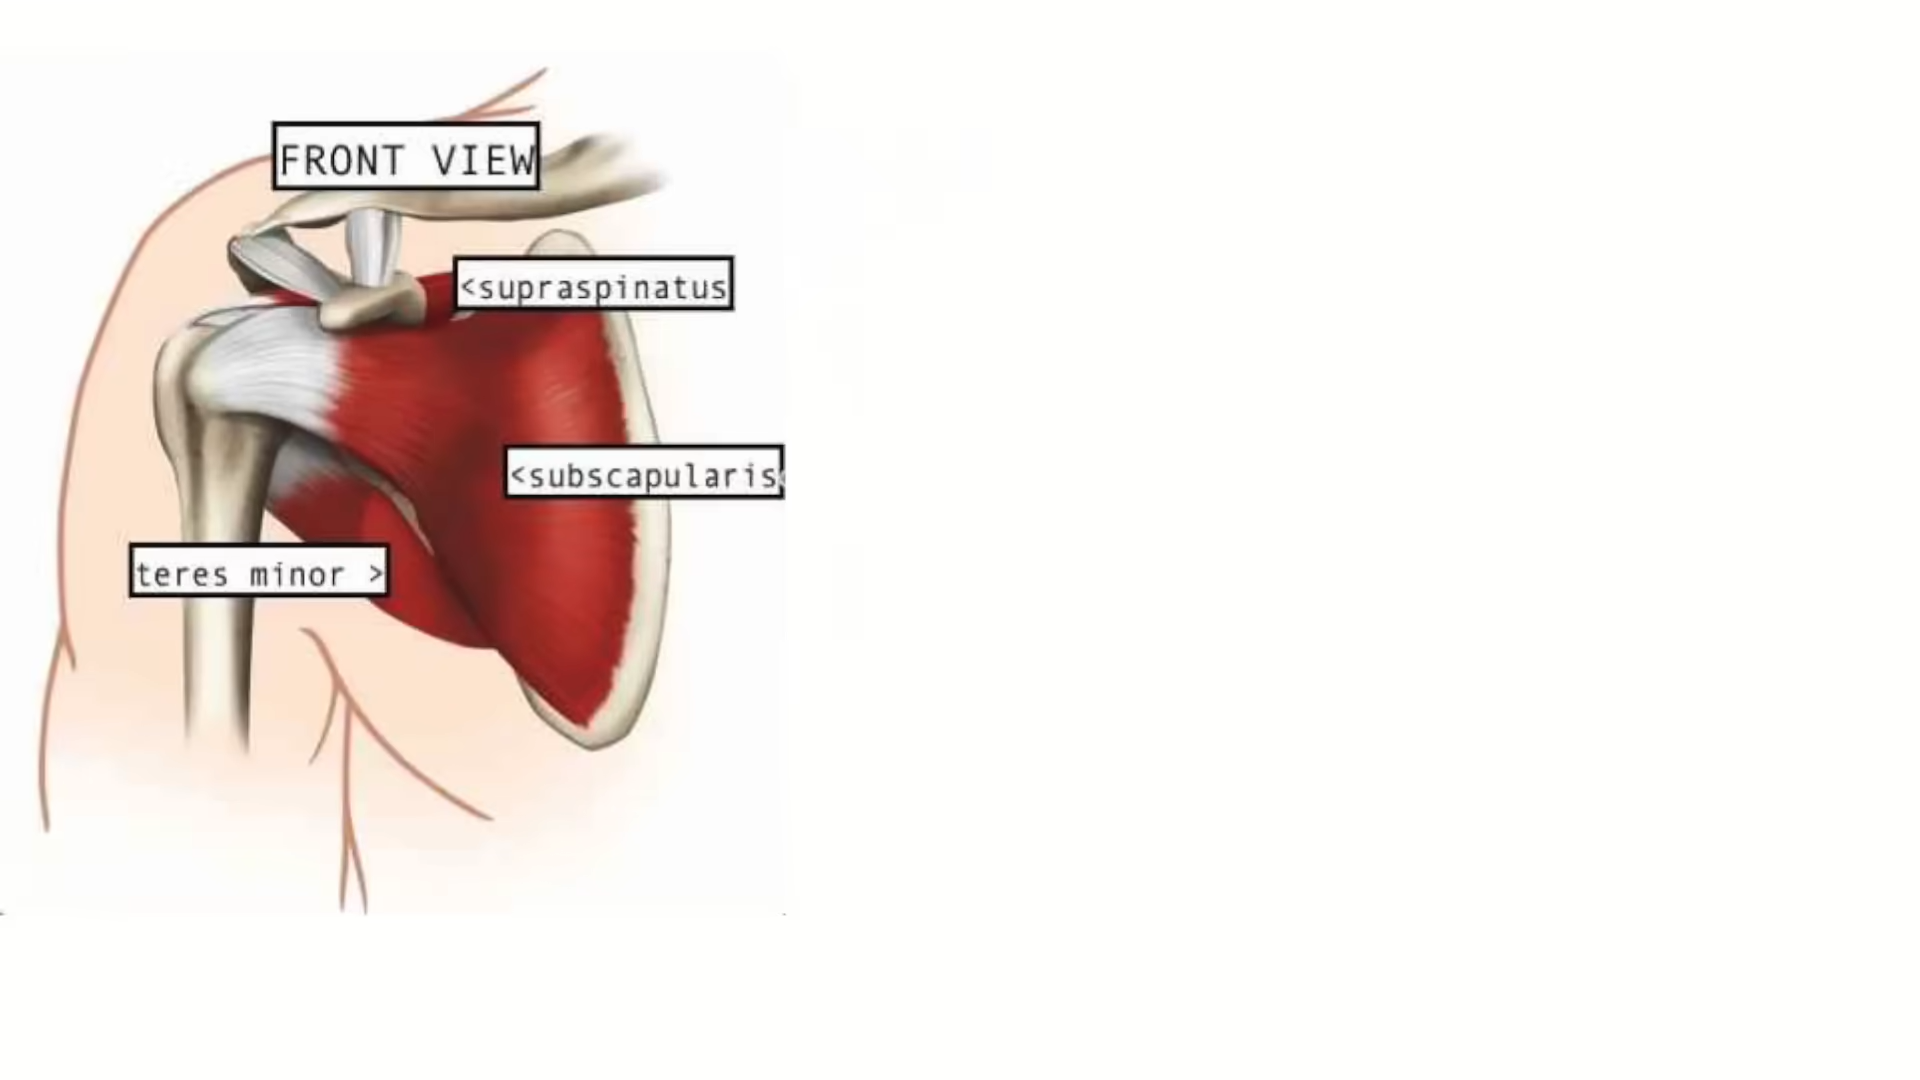 FRONT VIEW
<supraspinatus
<subscapularis
teres minor >